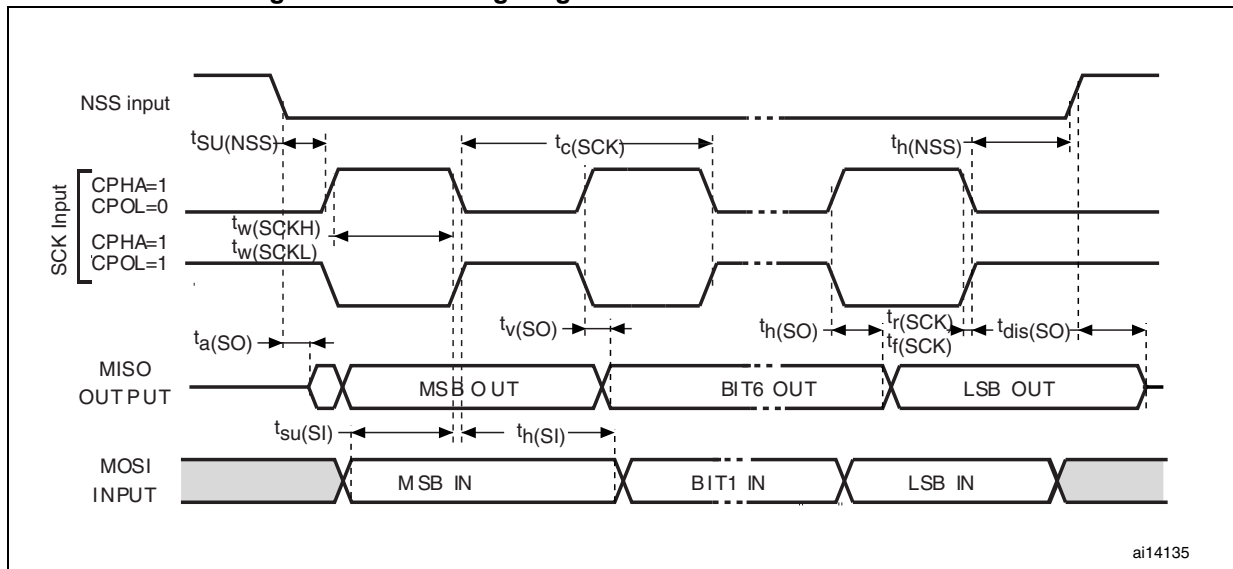 NSS input
tSU(NSS)
tc(SCK)
th(NSS)
SCK Input
CPHA=1
CPOL=0
tw(SCKH)
tw(SCKL)
CPHA=1
CPOL=1
ta(SO)
tv(SO)
th(SO)
tr(SCK)
tf(SCK)
tdis(SO)
MISO
OUTPUT
MSB OUT
BIT6 OUT
LSB OUT
tsu(SI)
th(SI)
MOSI
INPUT
MSB IN
BIT1 IN
LSB IN
ai14135